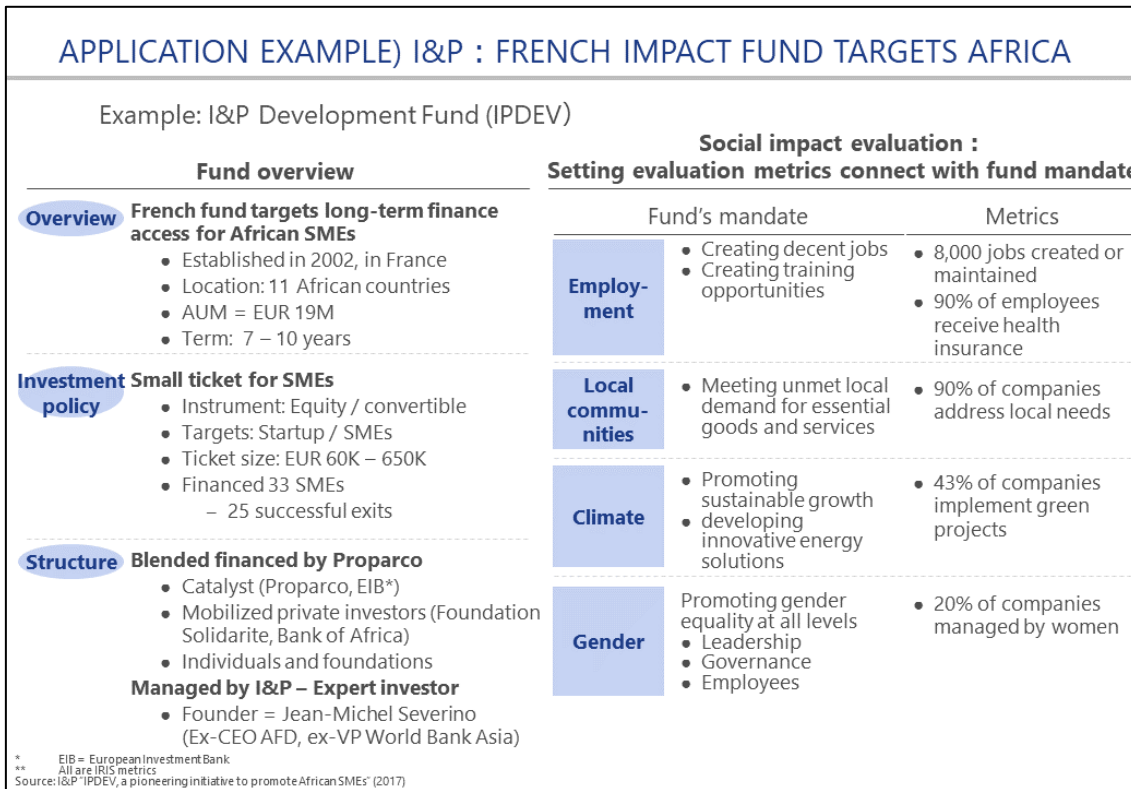 APPLICATION EXAMPLE) I&P : FRENCH IMPACT FUND TARGETS AFRICA
Example: I&P Development Fund (IPDEV)
Fund overview
Overview
French fund targets long-term finance
access for African SMEs
● Established in 2002, in France
● Location: 11 African countries
● AUM = EUR 19M
● Term: 7 – 10 years
Investment
policy
Small ticket for SMEs
● Instrument: Equity / convertible
● Targets: Startup / SMEs
● Ticket size: EUR 60K – 650K
● Financed 33 SMEs
– 25 successful exits
Structure
Blended financed by Proparco
● Catalyst (Proparco, EIB*)
● Mobilized private investors (Foundation
Solidarite, Bank of Africa)
● Individuals and foundations
Managed by I&P – Expert investor
● Founder = Jean-Michel Severino
(Ex-CEO AFD, ex-VP World Bank Asia)
Social impact evaluation :
Setting evaluation metrics connect with fund mandate
Fund's mandate
Metrics
Employ-
ment
● Creating decent jobs
● Creating training
opportunities
● 8,000 jobs created or
maintained
● 90% of employees
receive health
insurance
Local
commu-
nities
● Meeting unmet local
demand for essential
goods and services
● 90% of companies
address local needs
Climate
● Promoting
sustainable growth
● developing
innovative energy
solutions
● 43% of companies
implement green
projects
Gender
Promoting gender
equality at all levels
● Leadership
● Governance
● Employees
● 20% of companies
managed by women
* EIB = European Investment Bank
** All are IRIS metrics
Source: I&P "IPDEV, a pioneering initiative to promote African SMEs" (2017)